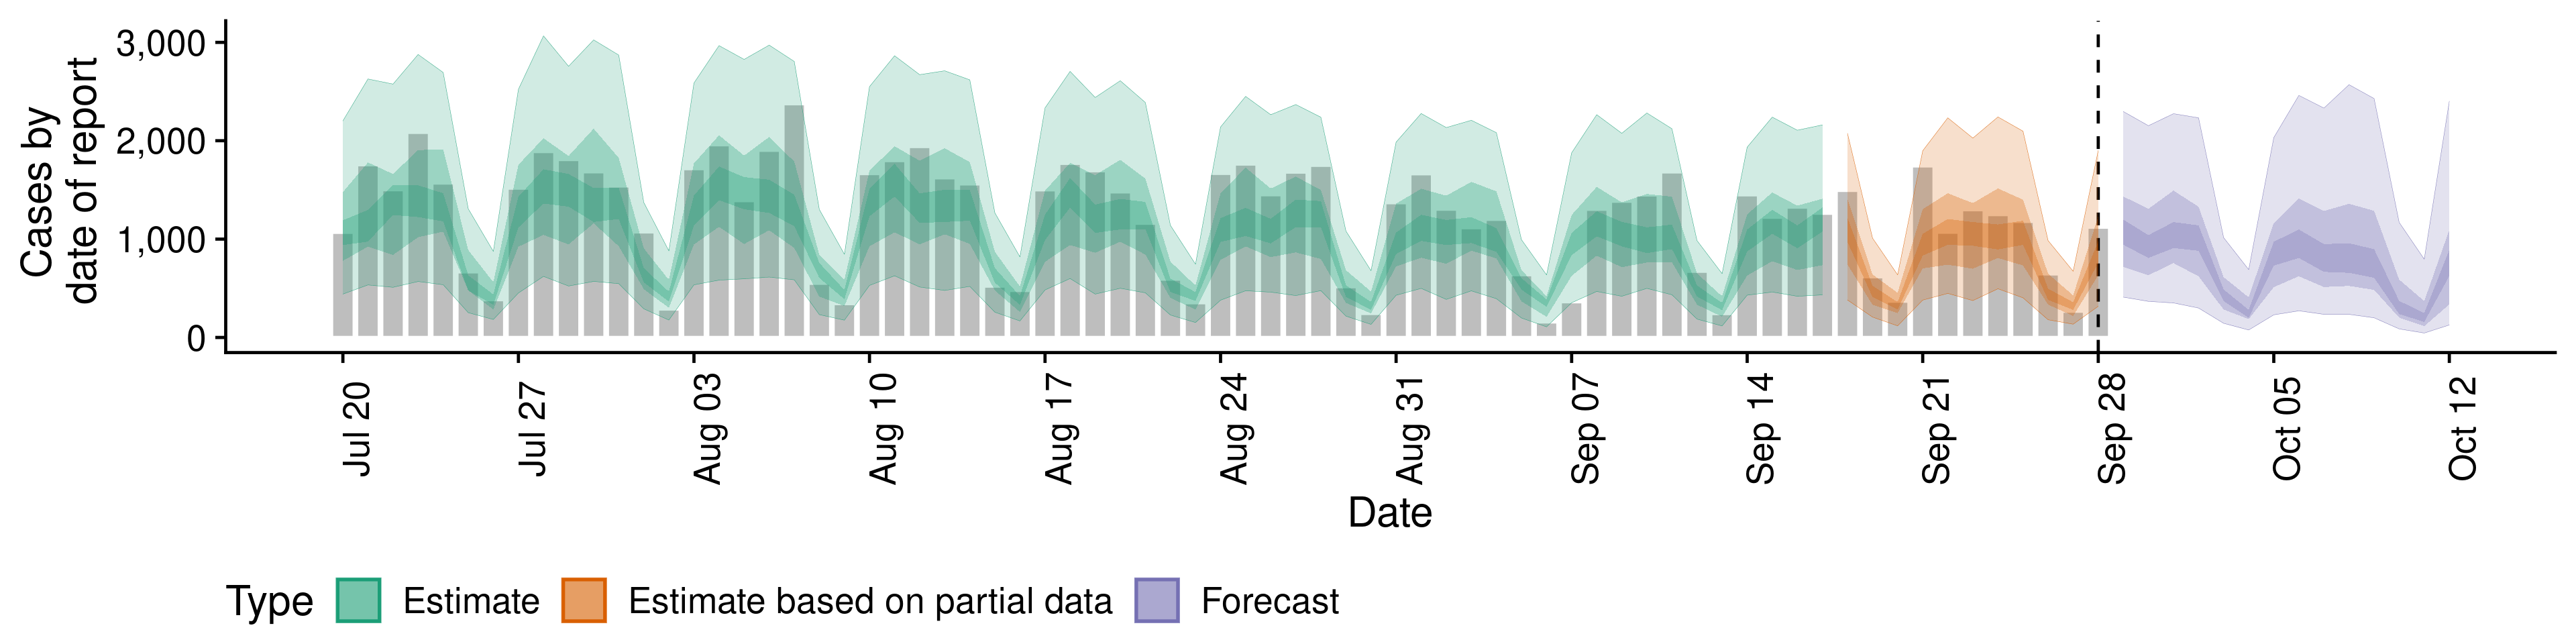 Cases by
date of report
3,000
2,000
1,000
0
Jul 20
Jul 27
Aug 03
Aug 10
Aug 17
Aug 24
Aug 31
Sep 07
Sep 14
Sep 21
Sep 28
Oct 05
Oct 12
Date
Type Estimate Estimate based on partial data Forecast